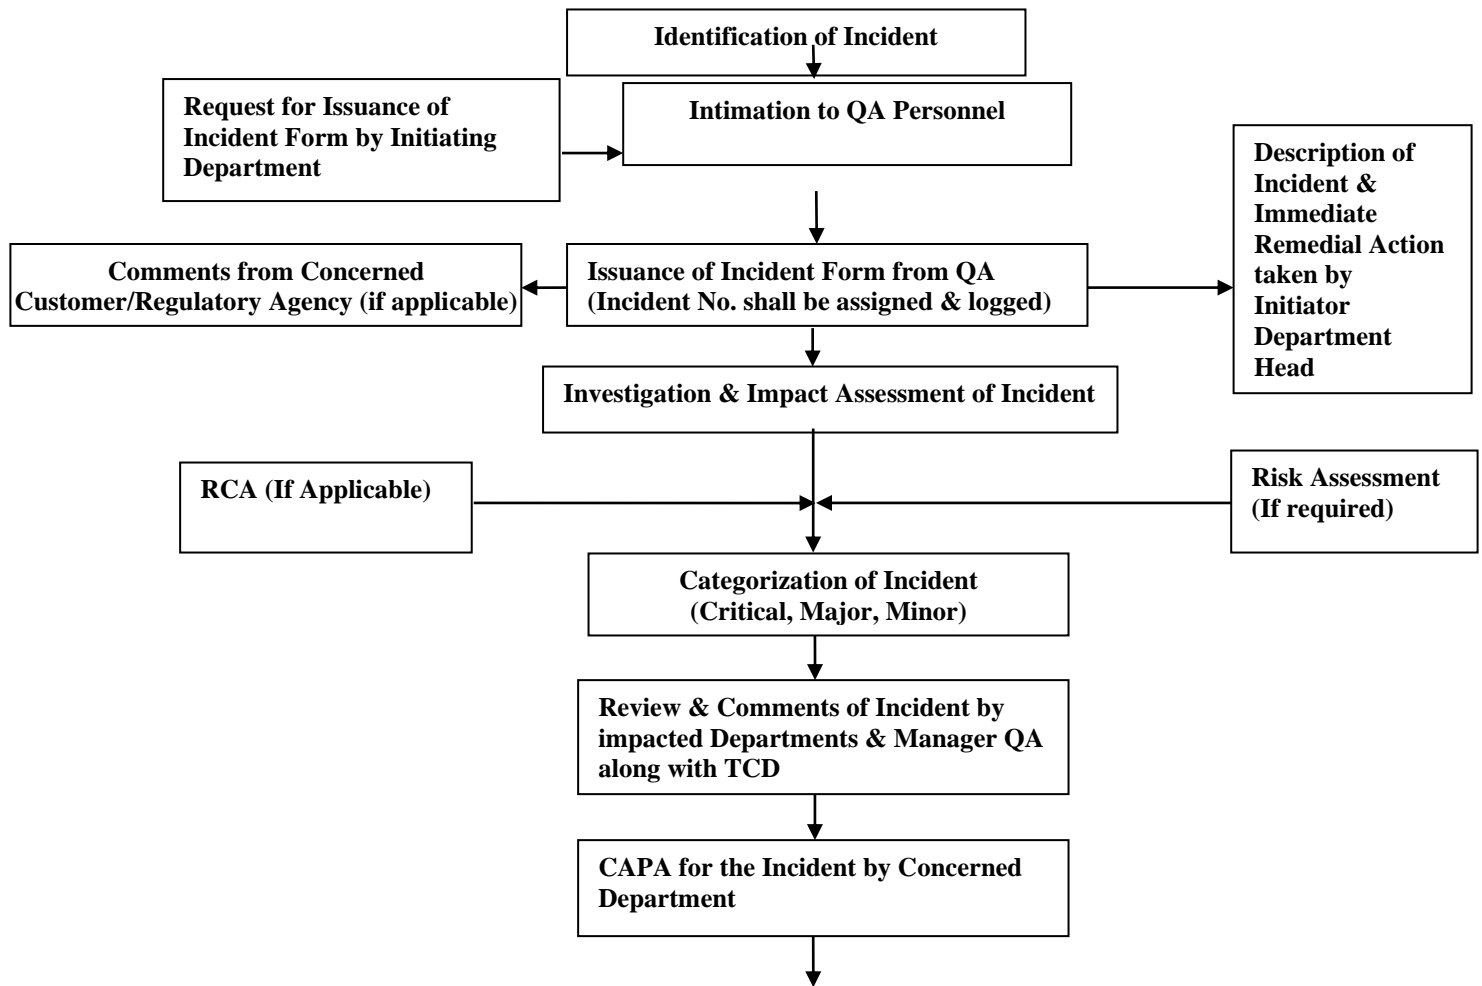 Identification of Incident
Request for Issuance of
Incident Form by Initiating
Department
Intimation to QA Personnel
Description of
Incident &
Immediate
Remedial Action
taken by
Initiator
Department
Head
Comments from Concerned
Customer/Regulatory Agency (if applicable)
Issuance of Incident Form from QA
(Incident No. shall be assigned & logged)
Investigation & Impact Assessment of Incident
RCA (If Applicable)
Risk Assessment
(If required)
Categorization of Incident
(Critical, Major, Minor)
Review & Comments of Incident by
impacted Departments & Manager QA
along with TCD
CAPA for the Incident by Concerned
Department